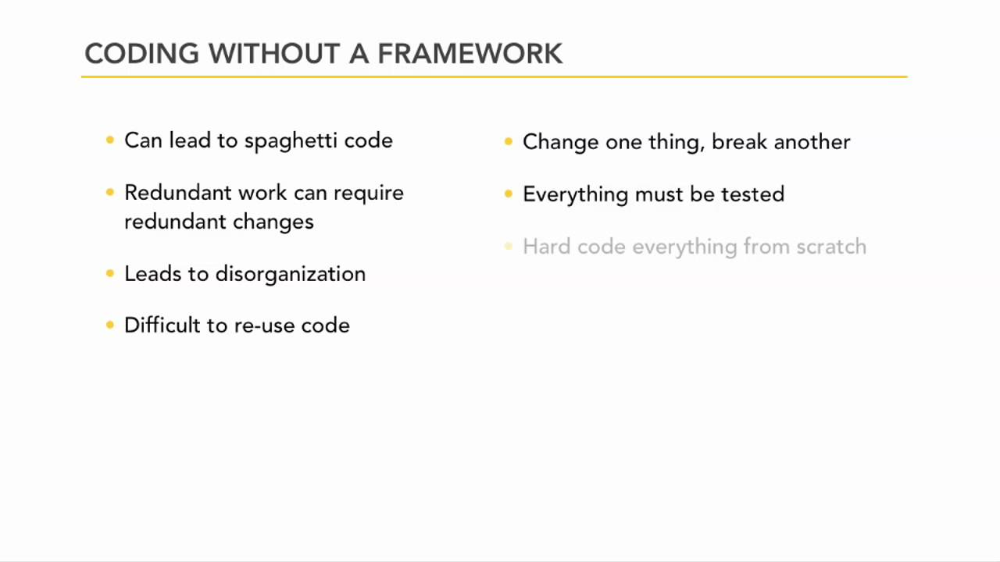 CODING WITHOUT A FRAMEWORK
• Can lead to spaghetti code
• Redundant work can require
redundant changes
• Leads to disorganization
• Difficult to re-use code
• Change one thing, break another
• Everything must be tested
• Hard code everything from scratch